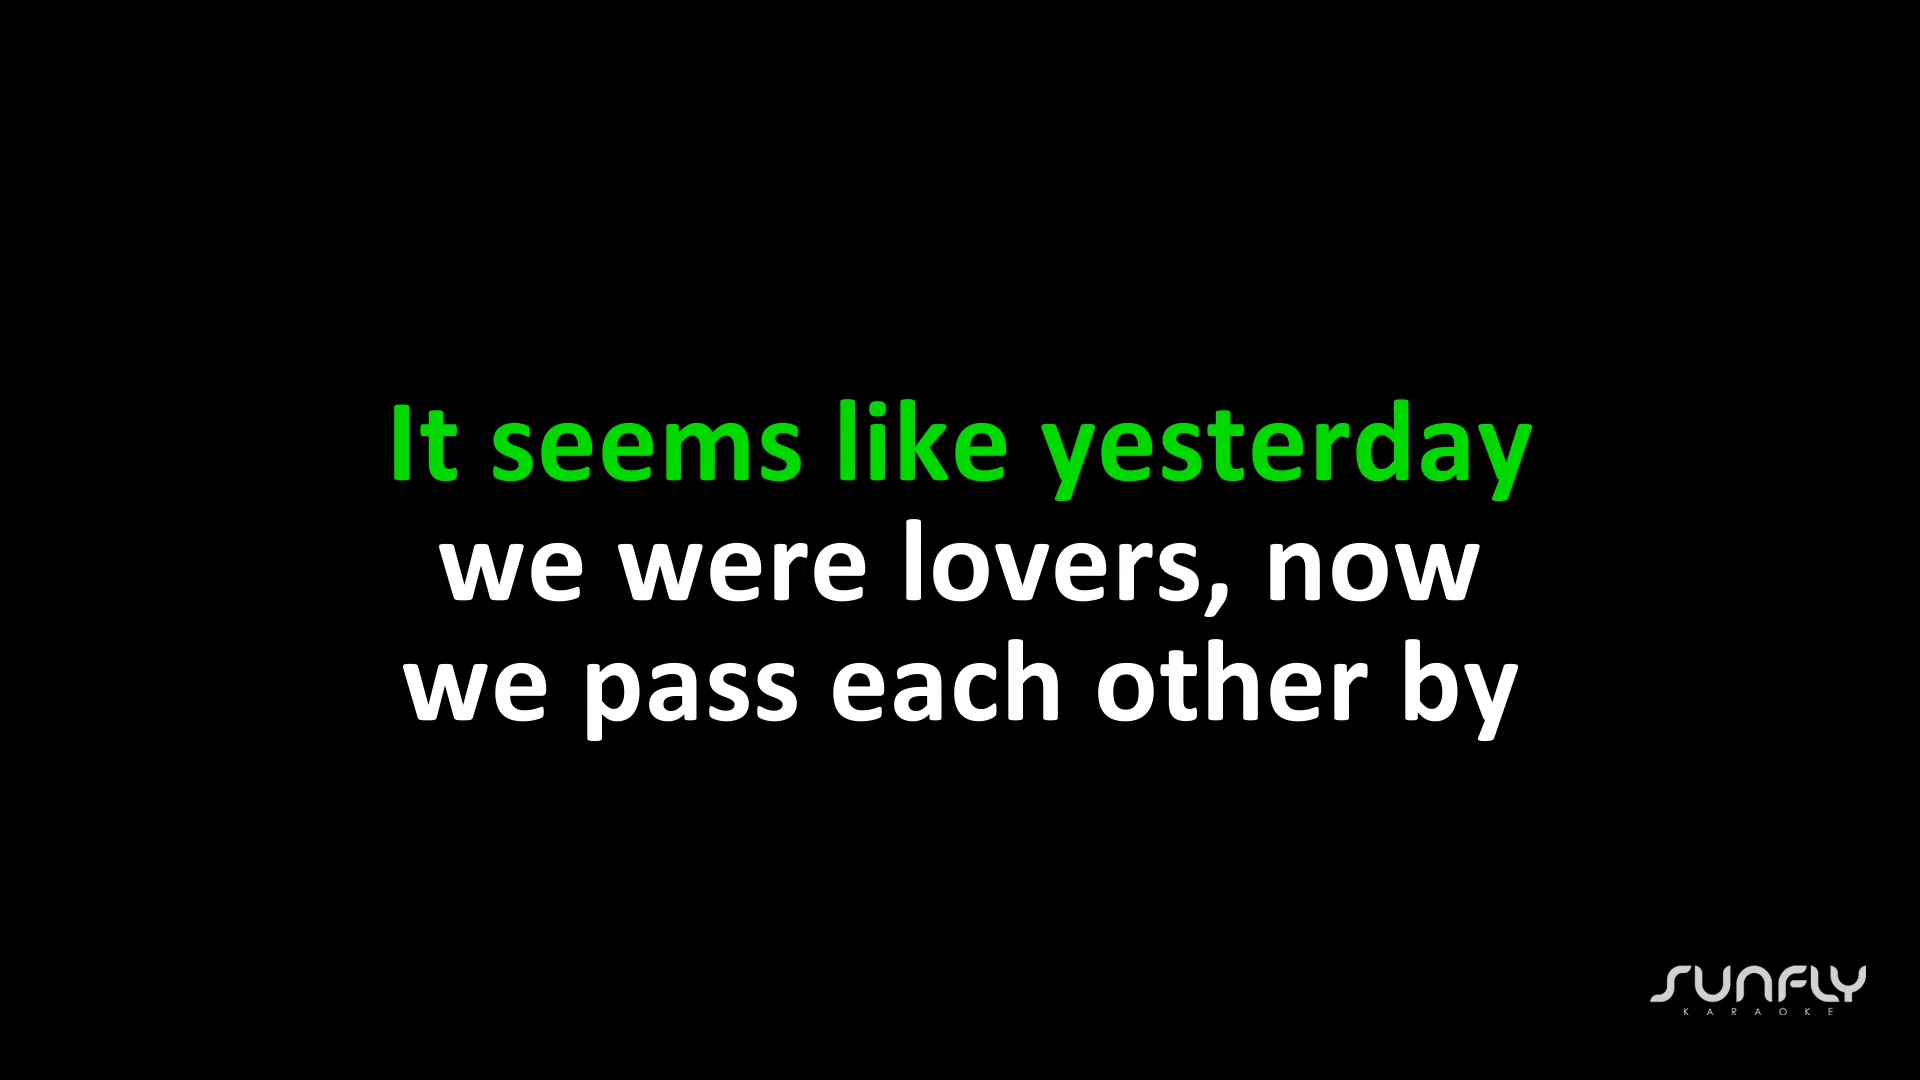 It seems like yesterday
we were lovers, now
we pass each other by
SUNFLY
KARAOKE